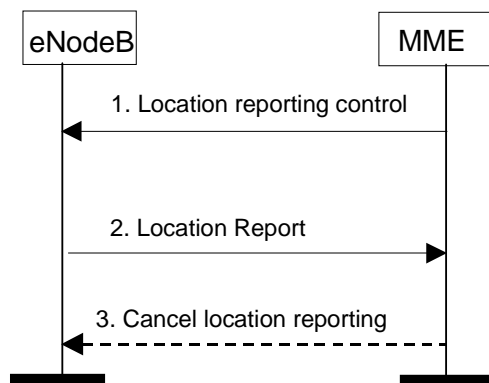 eNodeB
MME
1. Location reporting control
2. Location Report
3. Cancel location reporting